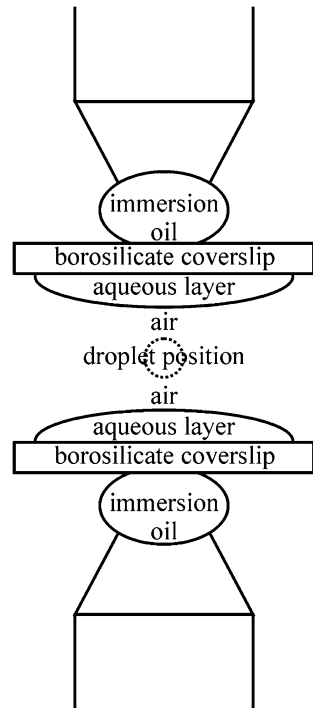 immersion
oil
borosilicate coverslip
aqueous layer
air
droplet position
air
aqueous layer
borosilicate coverslip
immersion
oil